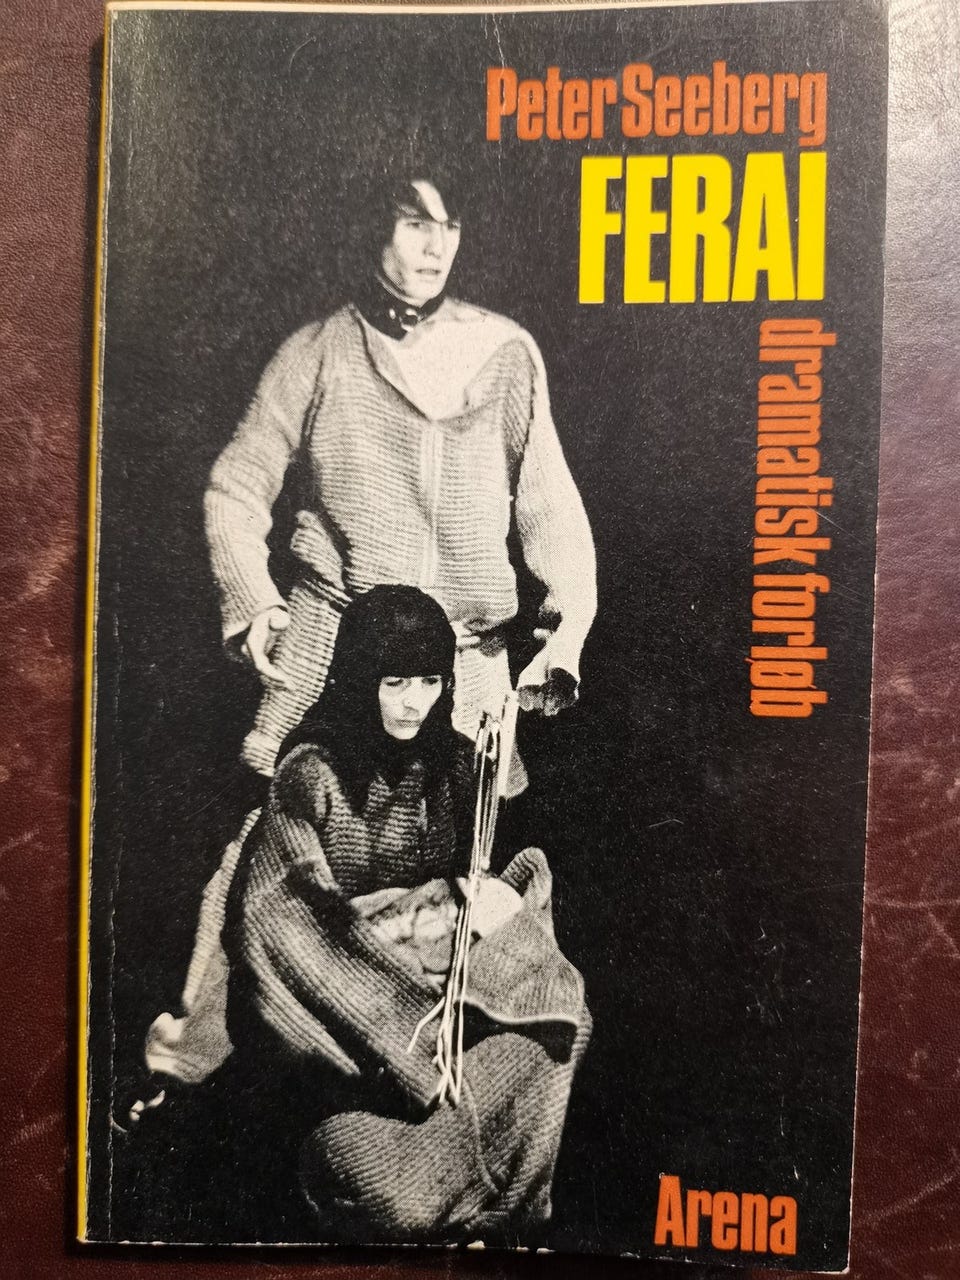 Peter Seeberg
FERAI
dramatisk forløb
Arena